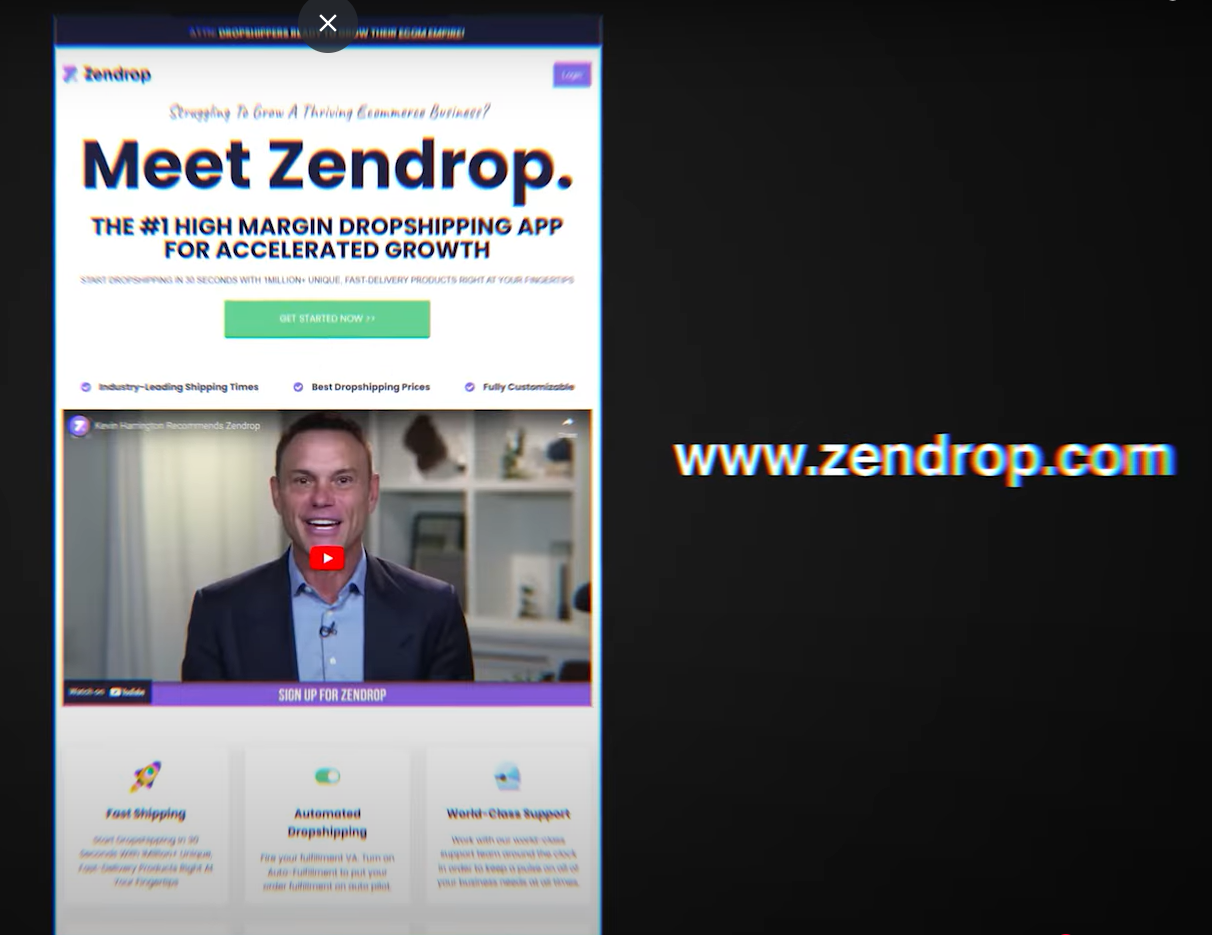 ATTN: DROPSHIPPERS READY TO GROW THEIR ECOM EMPIRE!
Zendrop
Login
Struggling To Grow A Thriving Ecommerce Business?
Meet Zendrop.
THE #1 HIGH MARGIN DROPSHIPPING APP
FOR ACCELERATED GROWTH
START DROPSHIPPING IN 30 SECONDS WITH 1MILLION+ UNIQUE, FAST-DELIVERY PRODUCTS RIGHT AT YOUR FINGERTIPS
GET STARTED NOW >>
Industry-Leading Shipping Times
Best Dropshipping Prices
Fully Customizable
Kevin Harrington Recommends Zendrop
Share
www.zendrop.com
Watch on YouTube
SIGN UP FOR ZENDROP
Fast Shipping
Start Dropshipping in 30
Seconds With 1Million+ Unique,
Fast-Delivery Products Right At
Your Fingertips
Automated
Dropshipping
Fire your fulfillment VA. Turn on
Auto-Fulfillment to put your
order fulfillment on auto pilot.
World-Class Support
Work with our world-class
support team around the clock
in order to keep a pulse on all of
your business needs at all times.